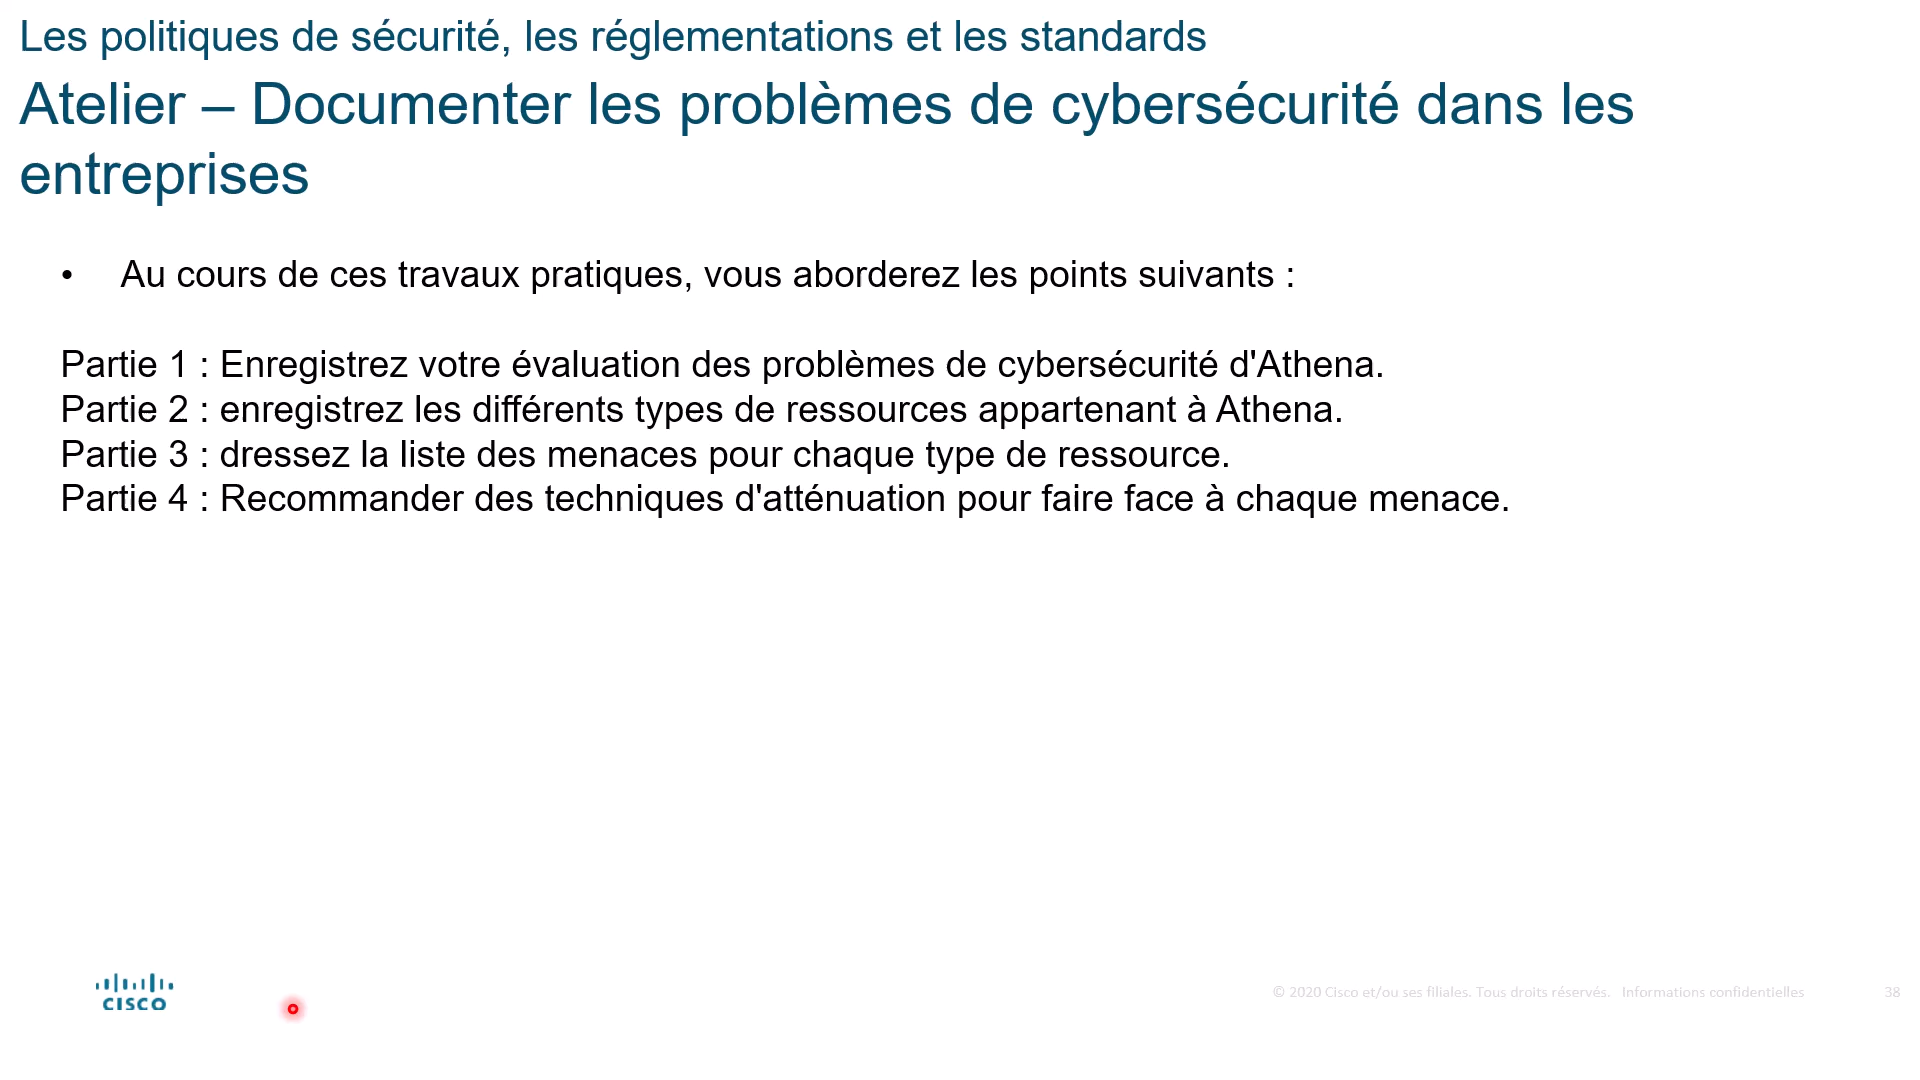 Les politiques de sécurité, les réglementations et les standards
Atelier – Documenter les problèmes de cybersécurité dans les
entreprises
• Au cours de ces travaux pratiques, vous aborderez les points suivants :
Partie 1 : Enregistrez votre évaluation des problèmes de cybersécurité d'Athena.
Partie 2 : enregistrez les différents types de ressources appartenant à Athena.
Partie 3 : dressez la liste des menaces pour chaque type de ressource.
Partie 4 : Recommander des techniques d'atténuation pour faire face à chaque menace.
CISCO
© 2020 Cisco et/ou ses filiales. Tous droits réservés. Informations confidentielles 38